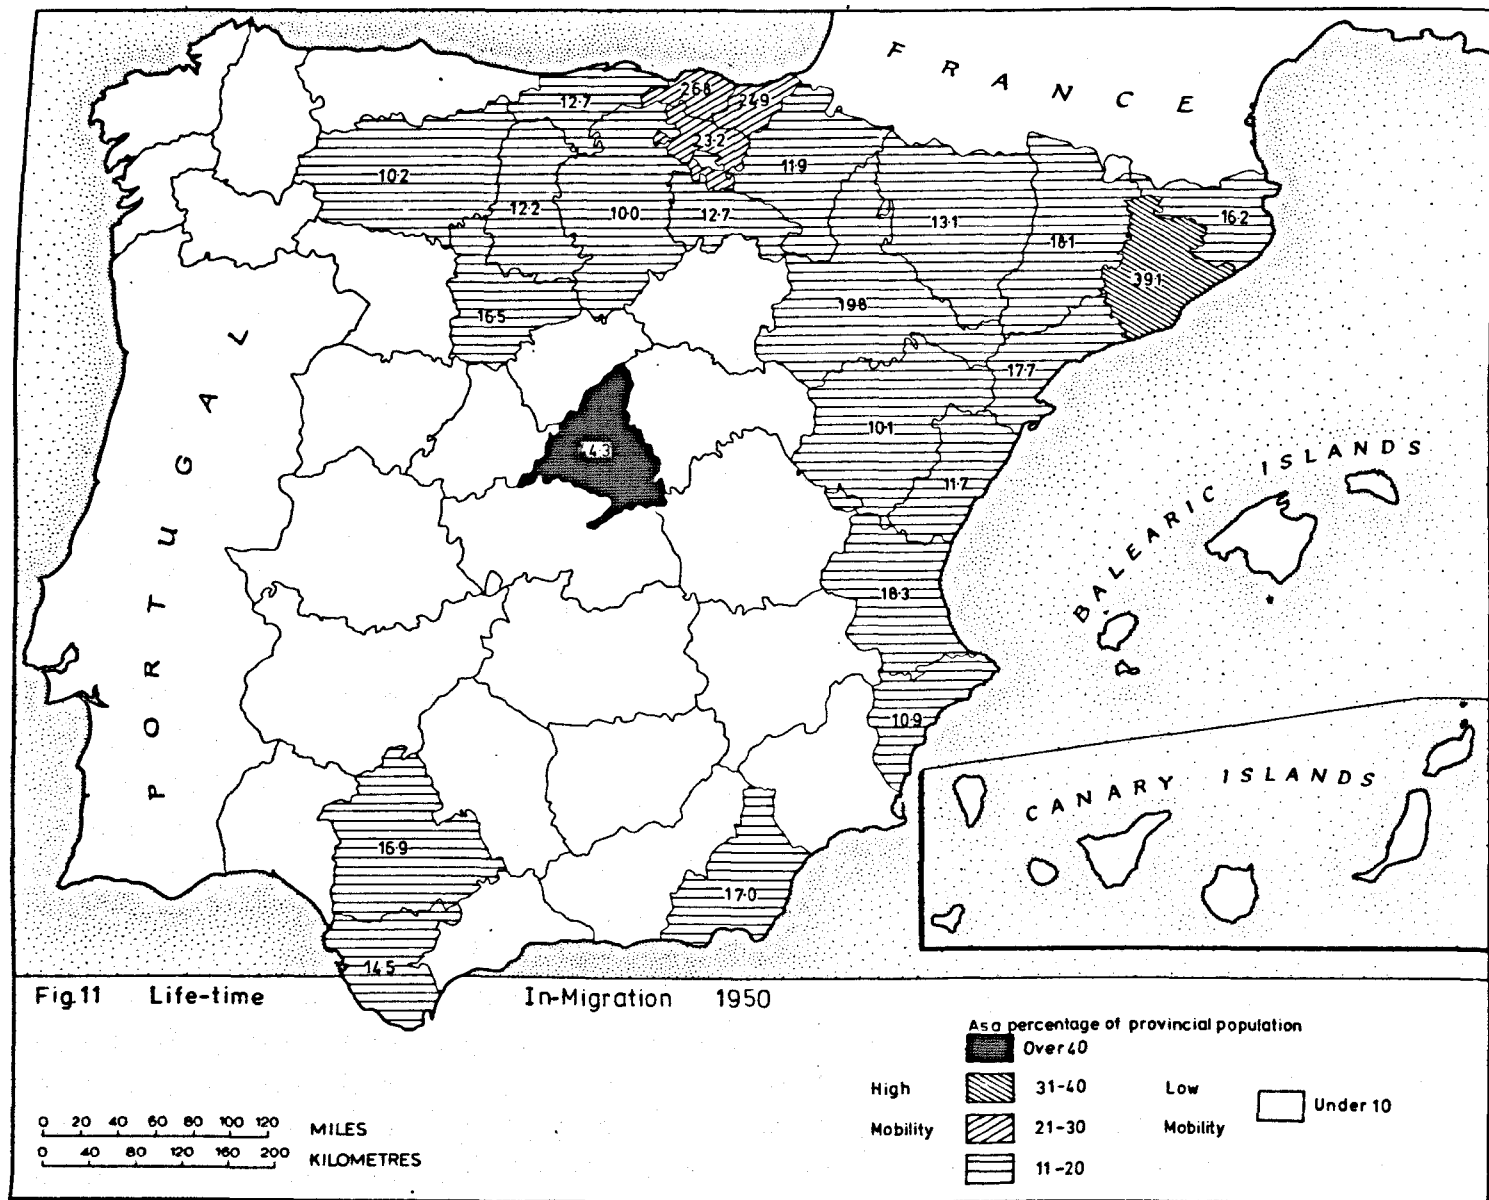 FRANCE
26·8
12·7
24·9
23·2
11·9
10·2
12·2
10·0
12·7
13·1
18·1
16·2
39·1
16·5
19·8
17·7
10·1
11·7
18·3
10·9
16·9
17·0
14·5
PORTUGAL
BALEARIC ISLANDS
CANARY ISLANDS
Fig.11 Life-time In-Migration 1950
As a percentage of provincial population
Over 40
High 31-40 Low Under 10
Mobility 21-30 Mobility
11-20
0 20 40 60 80 100 120 MILES
0 40 80 120 160 200 KILOMETRES